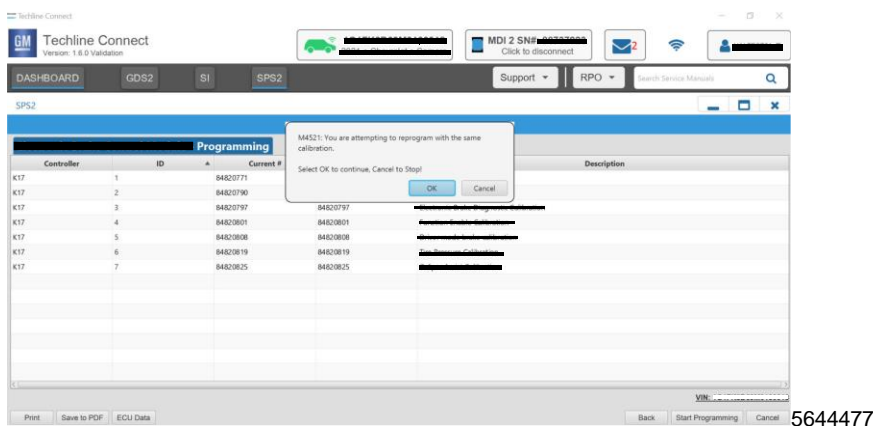 Techline Connect
GM Techline Connect
Version: 1.6.0 Validation
MDI 2 SN#
Click to disconnect
2
DASHBOARD GDS2 SI SPS2 Support RPO Search Service Manuals
SPS2
Programming
M4521: You are attempting to reprogram with the same
calibration.
Select OK to continue, Cancel to Stop!
OK Cancel
Controller ID Current # Description
K17 1 84820771
K17 2 84820790
K17 3 84820797 84820797
K17 4 84820801 84820801
K17 5 84820808 84820808
K17 6 84820819 84820819
K17 7 84820825 84820825
VIN:
Print Save to PDF ECU Data Back Start Programming Cancel
5644477